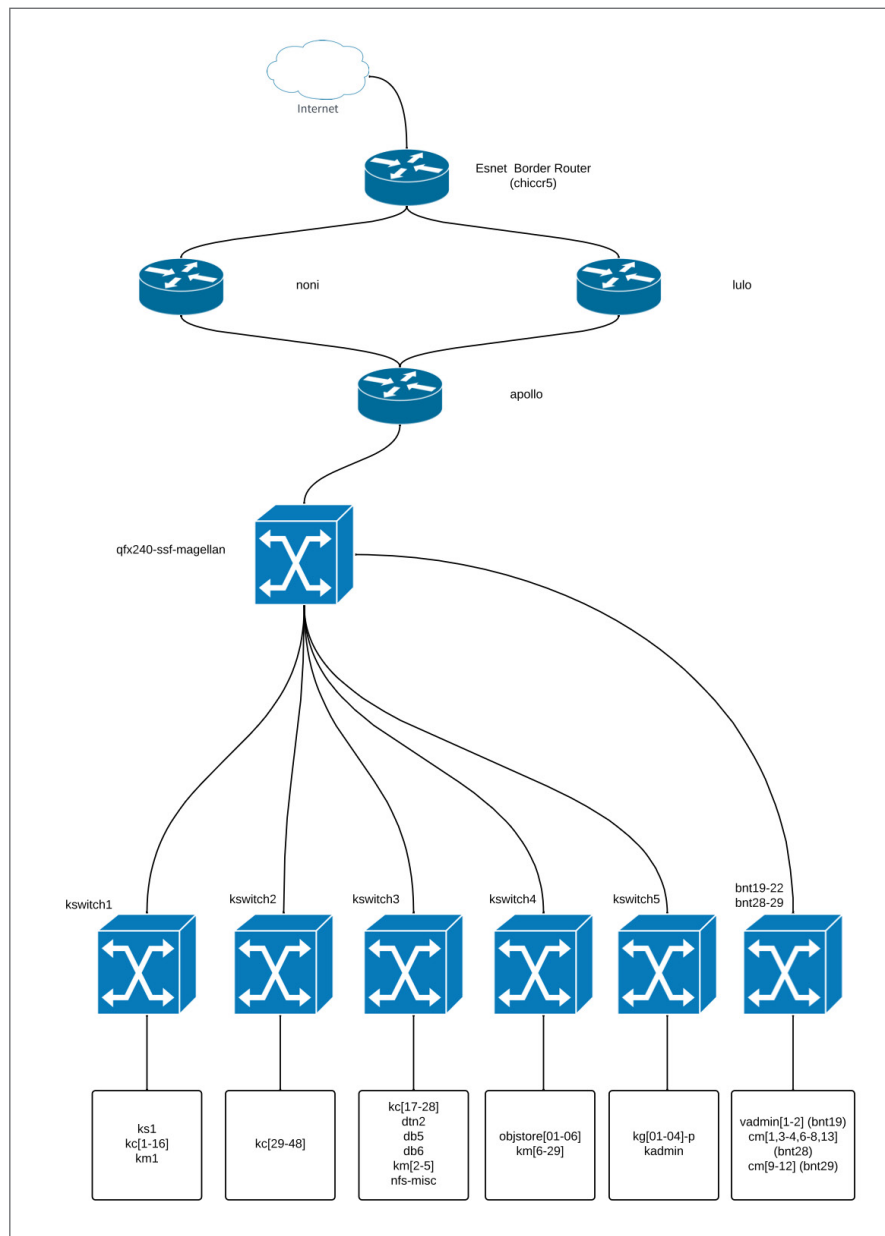 Internet
Esnet  Border Router
(chiccr5)
noni
lulo
apollo
qfx240-ssf-magellan
kswitch1
kswitch2
kswitch3
kswitch4
kswitch5
bnt19-22
bnt28-29
ks1
kc[1-16]
km1
kc[29-48]
kc[17-28]
dtn2
db5
db6
km[2-5]
nfs-misc
objstore[01-06]
km[6-29]
kg[01-04]-p
kadmin
vadmin[1-2] (bnt19)
cm[1,3-4,6-8,13]
(bnt28)
cm[9-12] (bnt29)